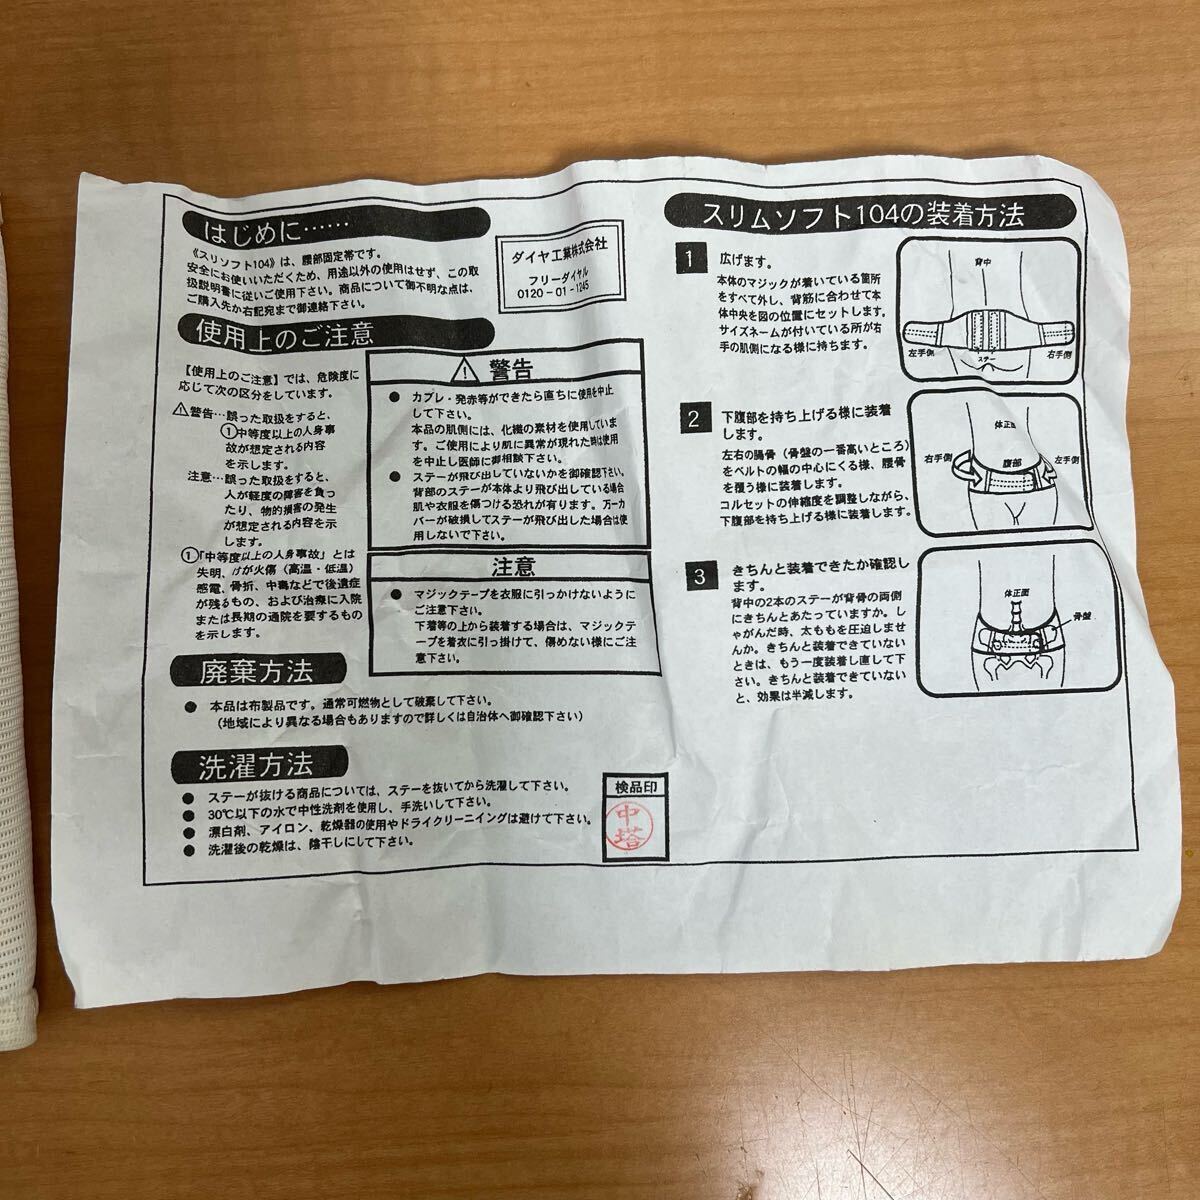 はじめに……
《スリソフト104》は、腰部固定帯です。
安全にお使いいただくため、用途以外の使用はせず、この取
扱説明書に従いご使用下さい。商品について御不明な点は、
ご購入先か右記宛まで御連絡下さい。
ダイヤ工業株式会社
フリーダイヤル
0120－01－1245
使用上のご注意
【使用上のご注意】では、危険度に
応じて次の区分をしています。
⚠警告…誤った取扱をすると、
①中等度以上の人身事
故が想定される内容
を示します。
注意…誤った取扱をすると、
人が軽度の障害を負っ
たり、物的損害の発生
が想定される内容を示
します。
①「中等度以上の人身事故」とは
失明、けが火傷（高温・低温）
感電、骨折、中毒などで後遺症
が残るもの、および治療に入院
または長期の通院を要するもの
を示します。
⚠ 警告
● カブレ・発赤等ができたら直ちに使用を中止
して下さい。
本品の肌側には、化繊の素材を使用していま
す。ご使用により肌に異常が現れた時は使用
を中止し医師に御相談下さい。
● ステーが飛び出していないかを御確認下さい。
背部のステーが本体より飛び出している場合
肌や衣服を傷つける恐れが有ります。万一カ
バーが破損してステーが飛び出した場合は使
用しないで下さい。
注意
● マジックテープを衣服に引っかけないように
ご注意下さい。
下着等の上から装着する場合は、マジックテ
ープを着衣に引っ掛けて、傷めない様にご注
意下さい。
廃棄方法
● 本品は布製品です。通常可燃物として破棄して下さい。
（地域により異なる場合もありますので詳しくは自治体へ御確認下さい）
洗濯方法
● ステーが抜ける商品については、ステーを抜いてから洗濯して下さい。
● 30℃以下の水で中性洗剤を使用し、手洗いして下さい。
● 漂白剤、アイロン、乾燥器の使用やドライクリーニングは避けて下さい。
● 洗濯後の乾燥は、陰干しにして下さい。
検品印
中塔
スリムソフト104の装着方法
1 広げます。
本体のマジックが着いている箇所
をすべて外し、背筋に合わせて本
体中央を図の位置にセットします。
サイズネームが付いている所が右
手の肌側になる様に持ちます。
背中
左手側
ステー
右手側
2 下腹部を持ち上げる様に装着
します。
左右の腸骨（骨盤の一番高いところ）
をベルトの幅の中心にくる様、腰骨
を覆う様に装着します。
コルセットの伸縮度を調整しながら、
下腹部を持ち上げる様に装着します。
体正面
右手側
腹部
左手側
3 きちんと装着できたか確認しま
す。
背中の2本のステーが背骨の両側
にきちんとあたっていますか。し
ゃがんだ時、太ももを圧迫しませ
んか。きちんと装着できていない
ときは、もう一度装着し直して下
さい。きちんと装着できていない
と、効果は半減します。
体正面
骨盤